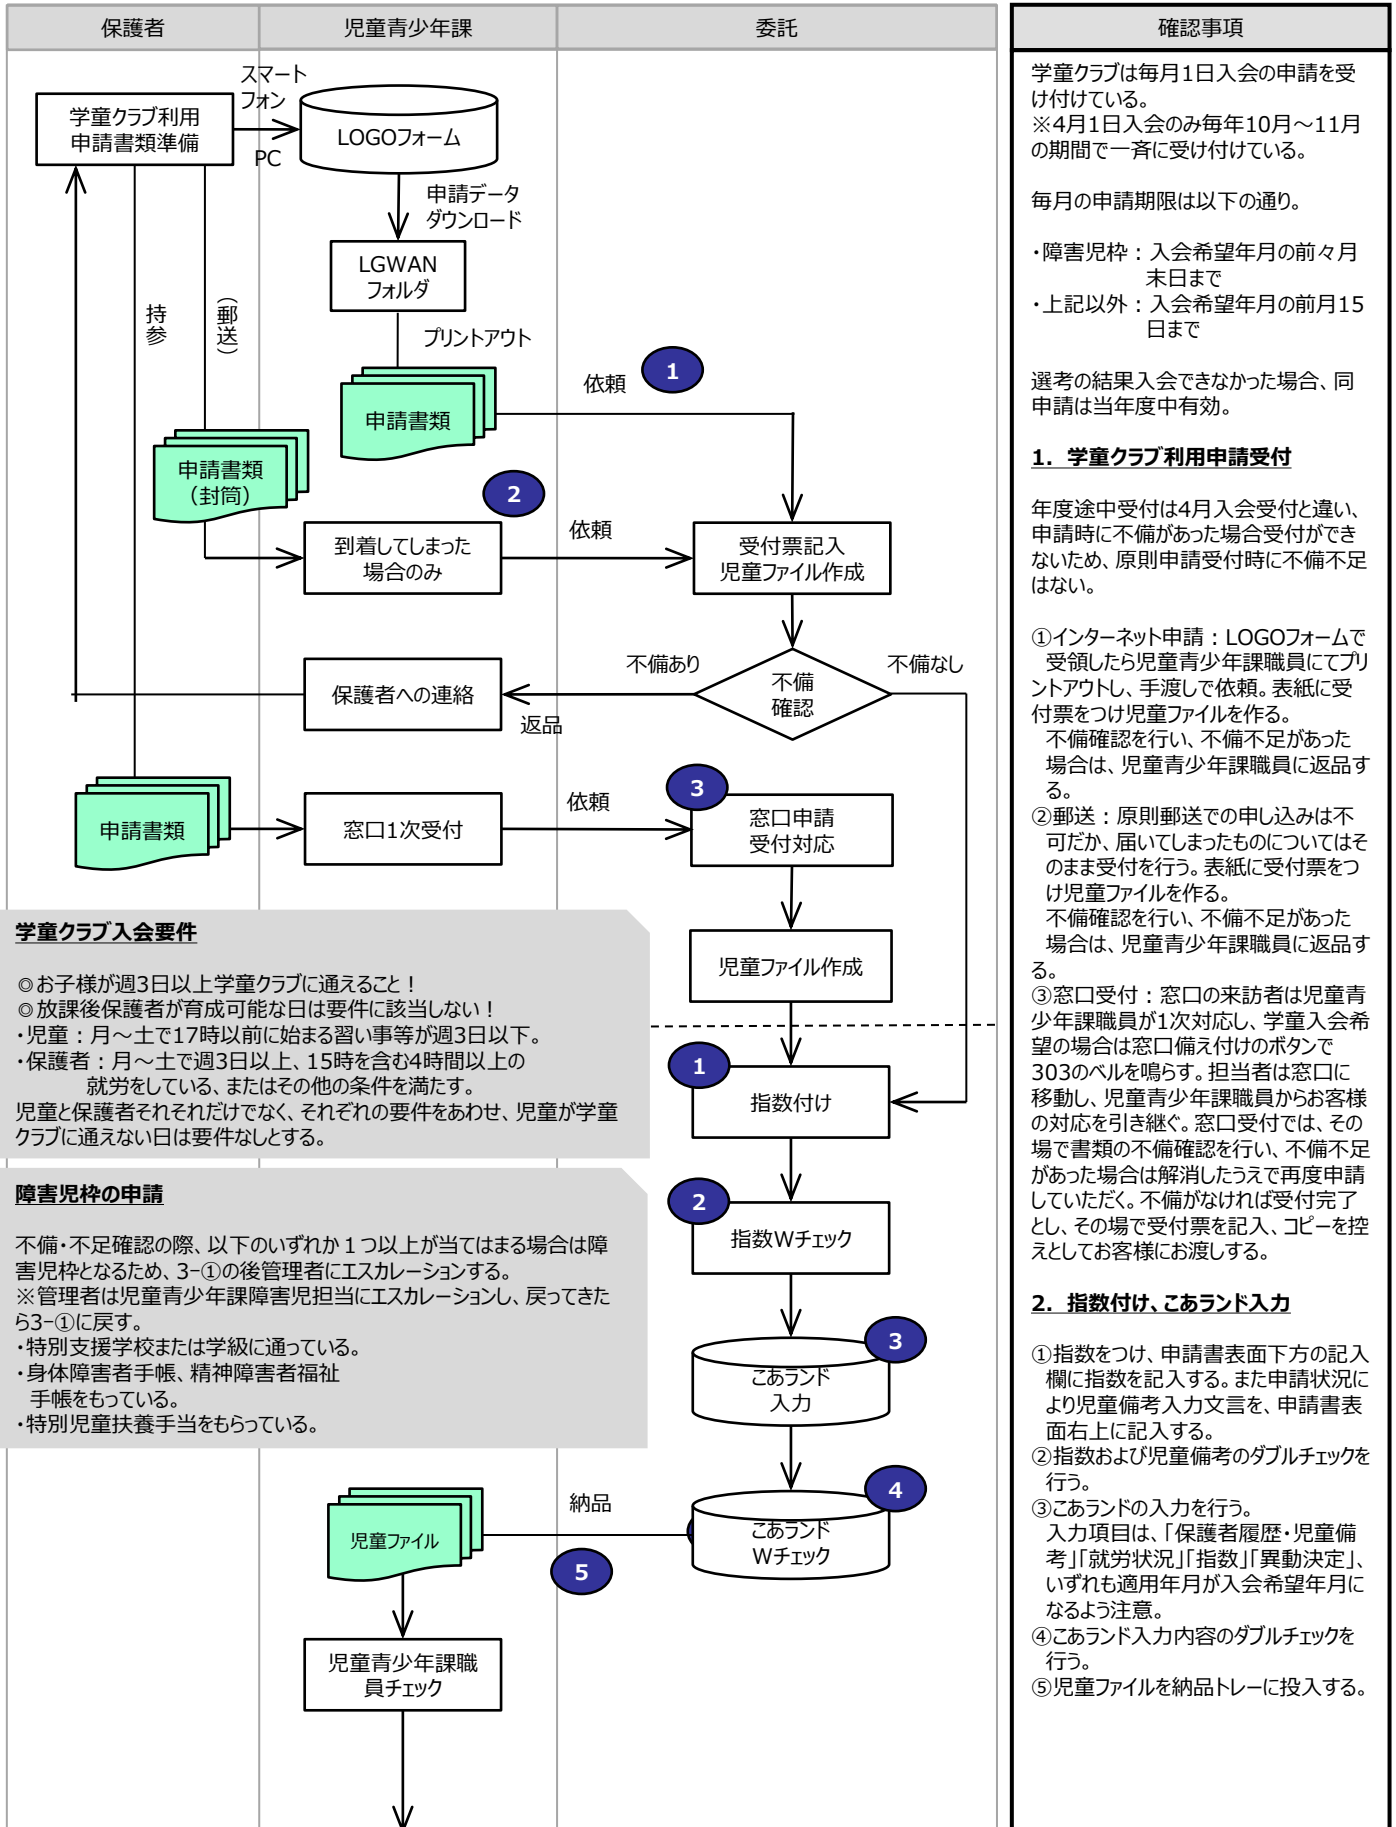 保護者
児童青少年課
委託
確認事項
学童クラブ利用
申請書類準備
スマート
フォン
PC
LOGOフォーム
申請データ
ダウンロード
LGWAN
フォルダ
プリントアウト
持参
（郵送）
申請書類
依頼
1
申請書類
（封筒）
2
到着してしまった
場合のみ
依頼
受付票記入
児童ファイル作成
不備あり
不備なし
不備
確認
保護者への連絡
返品
申請書類
窓口1次受付
依頼
3
窓口申請
受付対応
児童ファイル作成
学童クラブ入会要件
◎お子様が週3日以上学童クラブに通えること！
◎放課後保護者が育成可能な日は要件に該当しない！
・児童：月～土で17時以前に始まる習い事等が週3日以下。
・保護者：月～土で週3日以上、15時を含む4時間以上の
就労をしている、またはその他の条件を満たす。
児童と保護者それそれだけでなく、それぞれの要件をあわせ、児童が学童
クラブに通えない日は要件なしとする。
1
指数付け
障害児枠の申請
不備・不足確認の際、以下のいずれか１つ以上が当てはまる場合は障
害児枠となるため、3-①の後管理者にエスカレーションする。
※管理者は児童青少年課障害児担当にエスカレーションし、戻ってきた
ら3-①に戻す。
・特別支援学校または学級に通っている。
・身体障害者手帳、精神障害者福祉
手帳をもっている。
・特別児童扶養手当をもらっている。
2
指数Wチェック
3
こあランド
入力
4
こあランド
Wチェック
納品
5
児童ファイル
児童青少年課職
員チェック
学童クラブは毎月1日入会の申請を受
け付けている。
※4月1日入会のみ毎年10月～11月
の期間で一斉に受け付けている。
毎月の申請期限は以下の通り。
・障害児枠：入会希望年月の前々月
末日まで
・上記以外：入会希望年月の前月15
日まで
選考の結果入会できなかった場合、同
申請は当年度中有効。
1．学童クラブ利用申請受付
年度途中受付は4月入会受付と違い、
申請時に不備があった場合受付ができ
ないため、原則申請受付時に不備不足
はない。
①インターネット申請：LOGOフォームで
受領したら児童青少年課職員にてプリ
ントアウトし、手渡しで依頼。表紙に受
付票をつけ児童ファイルを作る。
不備確認を行い、不備不足があった
場合は、児童青少年課職員に返品す
る。
②郵送：原則郵送での申し込みは不
可だか、届いてしまったものについてはそ
のまま受付を行う。表紙に受付票をつ
け児童ファイルを作る。
不備確認を行い、不備不足があった
場合は、児童青少年課職員に返品す
る。
③窓口受付：窓口の来訪者は児童青
少年課職員が1次対応し、学童入会希
望の場合は窓口備え付けのボタンで
303のベルを鳴らす。担当者は窓口に
移動し、児童青少年課職員からお客様
の対応を引き継ぐ。窓口受付では、その
場で書類の不備確認を行い、不備不足
があった場合は解消したうえで再度申請
していただく。不備がなければ受付完了
とし、その場で受付票を記入、コピーを控
えとしてお客様にお渡しする。
2．指数付け、こあランド入力
①指数をつけ、申請書表面下方の記入
欄に指数を記入する。また申請状況に
より児童備考入力文言を、申請書表
面右上に記入する。
②指数および児童備考のダブルチェックを
行う。
③こあランドの入力を行う。
入力項目は、「保護者履歴・児童備
考」「就労状況」「指数」「異動決定」、
いずれも適用年月が入会希望年月に
なるよう注意。
④こあランド入力内容のダブルチェックを
行う。
⑤児童ファイルを納品トレーに投入する。